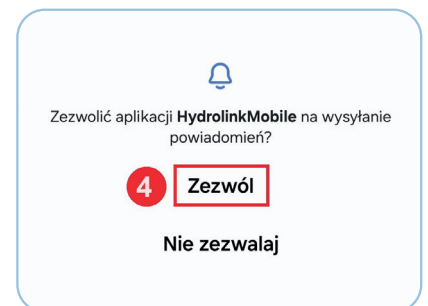 Zezwolić aplikacji HydrolinkMobile na wysyłanie
powiadomień?
4 Zezwól
Nie zezwalaj